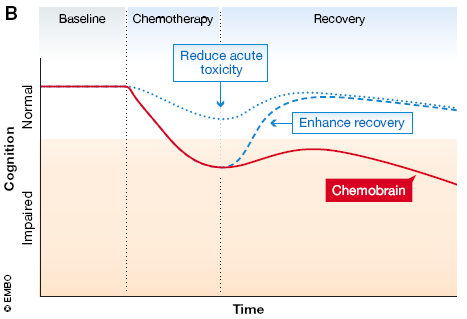 B
Baseline
Chemotherapy
Recovery
Reduce acute
toxicity
Enhance recovery
Chemobrain
Cognition
Normal
Impaired
Time
© EMBO